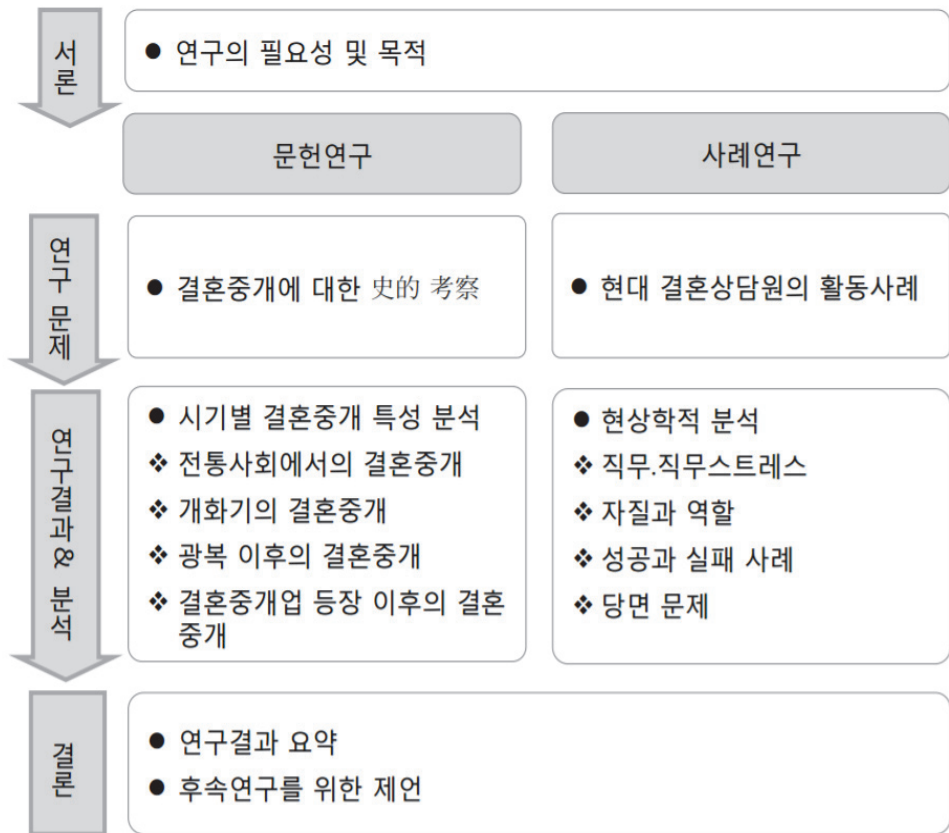 서론
● 연구의 필요성 및 목적
문헌연구
사례연구
연구 문제
● 결혼중개에 대한 史的 考察
● 현대 결혼상담원의 활동사례
연구결과 & 분석
● 시기별 결혼중개 특성 분석
❖ 전통사회에서의 결혼중개
❖ 개화기의 결혼중개
❖ 광복 이후의 결혼중개
❖ 결혼중개업 등장 이후의 결혼
중개
● 현상학적 분석
❖ 직무.직무스트레스
❖ 자질과 역할
❖ 성공과 실패 사례
❖ 당면 문제
결론
● 연구결과 요약
● 후속연구를 위한 제언